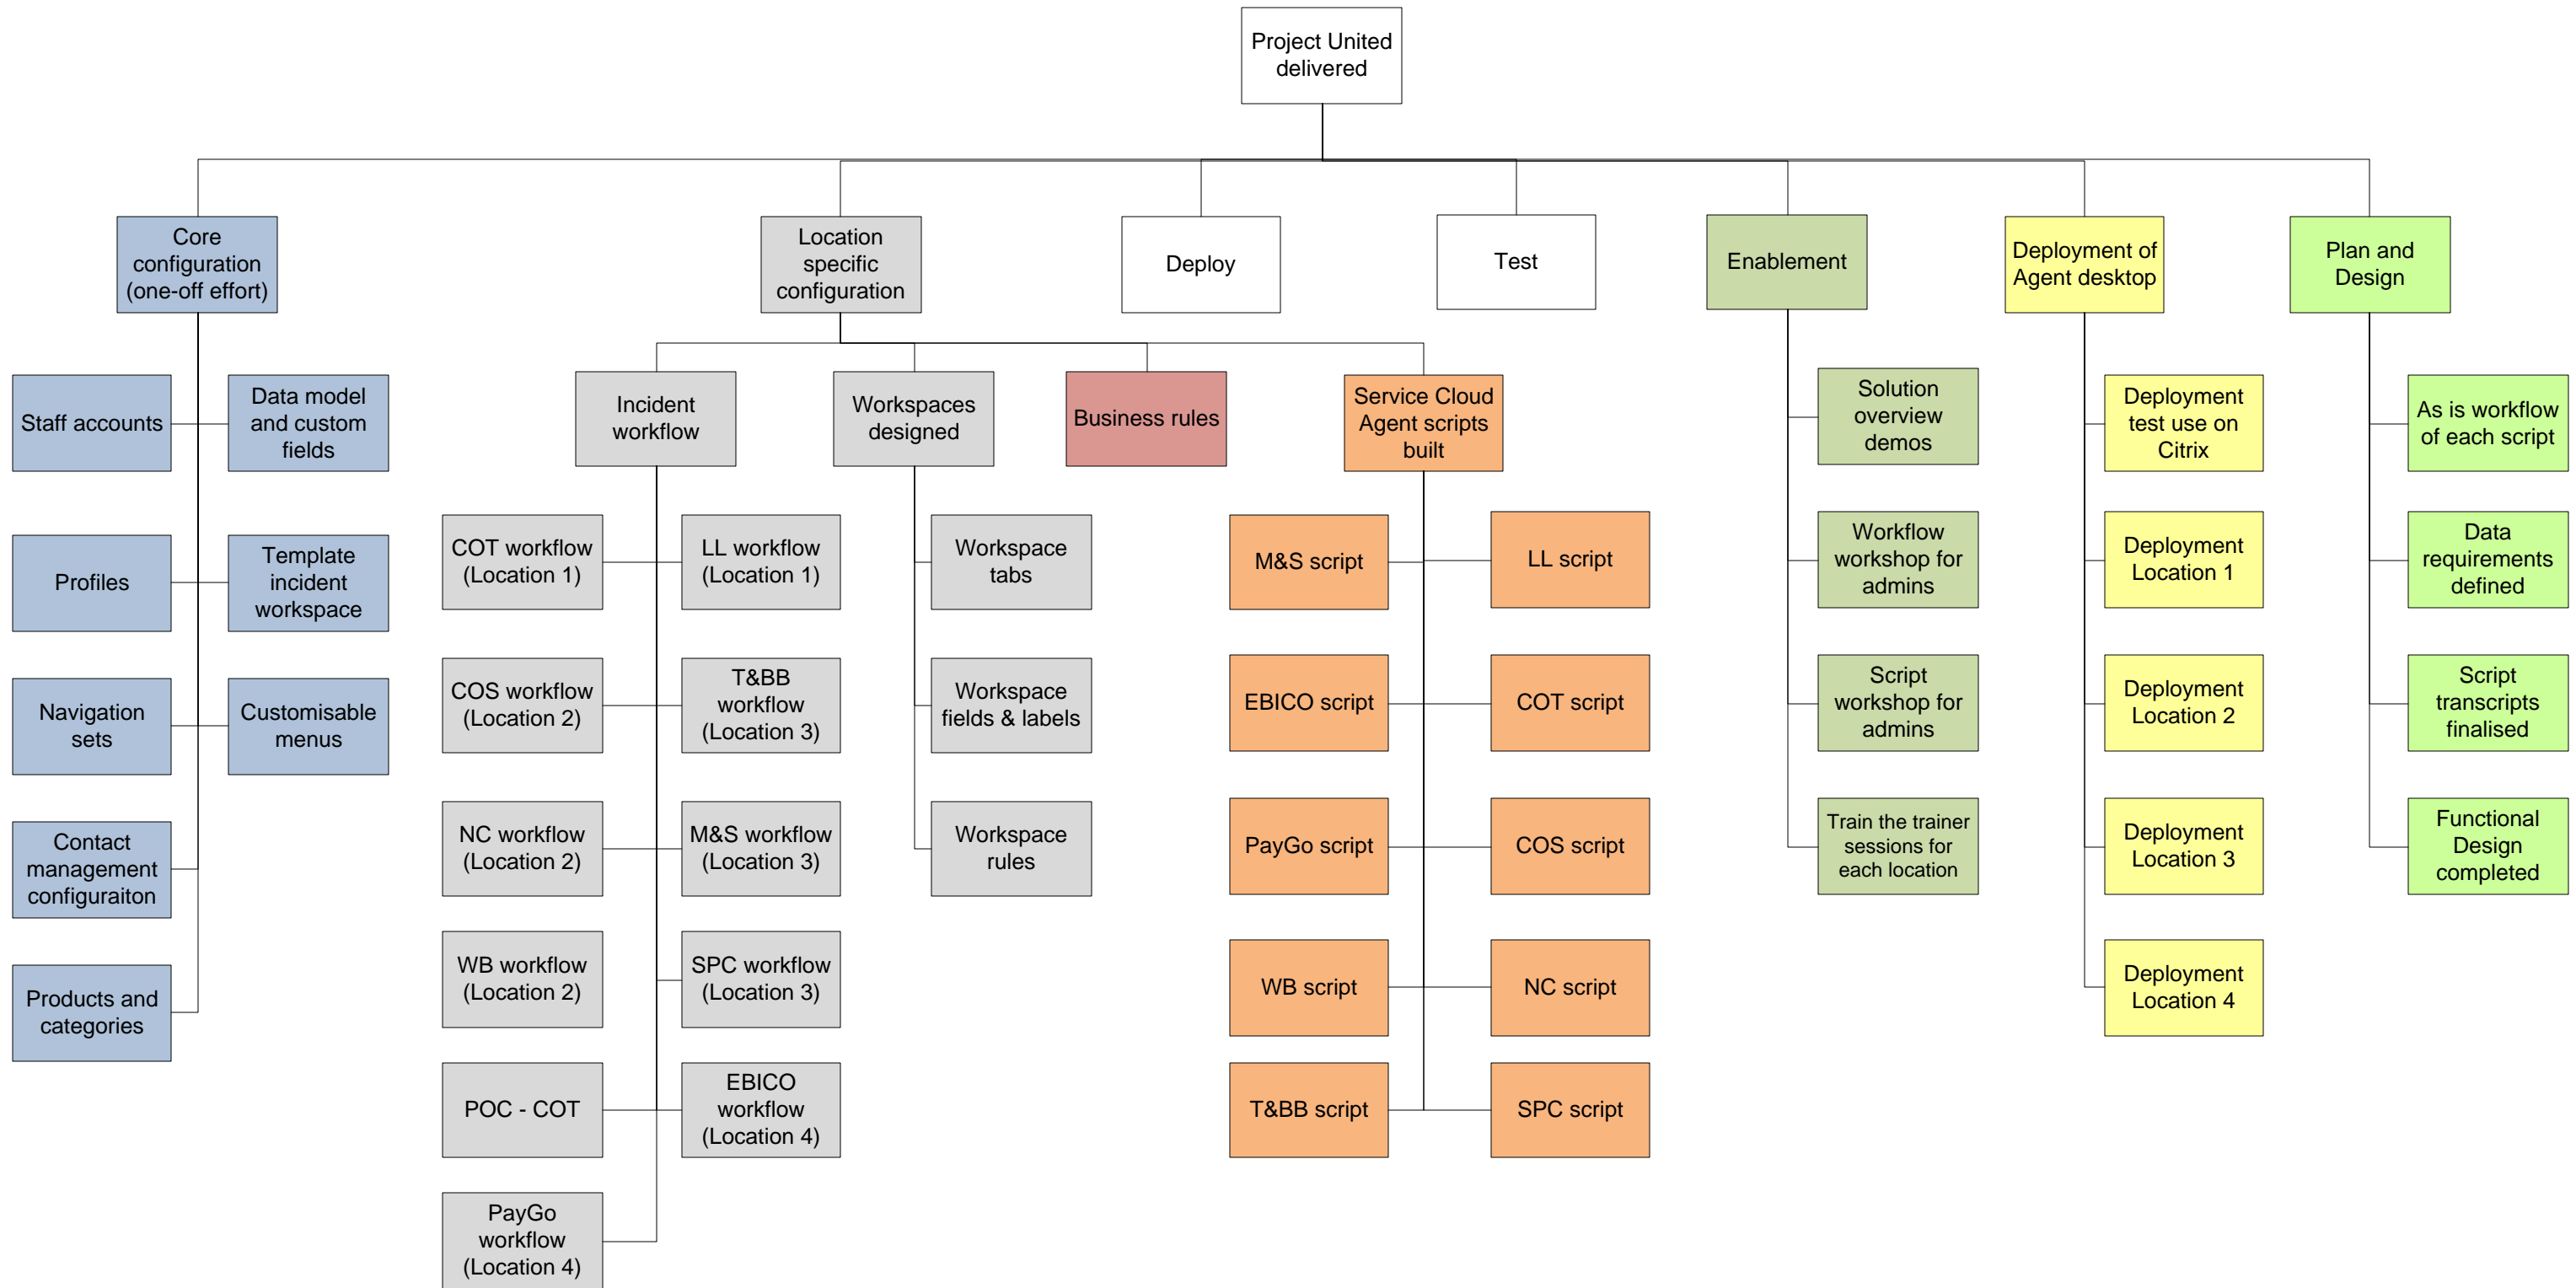 Project United
delivered
Core
configuration
(one-off effort)
Location
specific
configuration
Deploy
Test
Enablement
Deployment of
Agent desktop
Plan and
Design
Staff accounts
Data model
and custom
fields
Profiles
Template
incident
workspace
Navigation
sets
Customisable
menus
Contact
management
configuraiton
Products and
categories
Incident
workflow
Workspaces
designed
Business rules
Service Cloud
Agent scripts
built
COT workflow
(Location 1)
LL workflow
(Location 1)
COS workflow
(Location 2)
T&BB
workflow
(Location 3)
NC workflow
(Location 2)
M&S workflow
(Location 3)
WB workflow
(Location 2)
SPC workflow
(Location 3)
POC - COT
EBICO
workflow
(Location 4)
PayGo
workflow
(Location 4)
Workspace
tabs
Workspace
fields & labels
Workspace
rules
M&S script
LL script
EBICO script
COT script
PayGo script
COS script
WB script
NC script
T&BB script
SPC script
Solution
overview
demos
Workflow
workshop for
admins
Script
workshop for
admins
Train the trainer
sessions for
each location
Deployment
test use on
Citrix
Deployment
Location 1
Deployment
Location 2
Deployment
Location 3
Deployment
Location 4
As is workflow
of each script
Data
requirements
defined
Script
transcripts
finalised
Functional
Design
completed